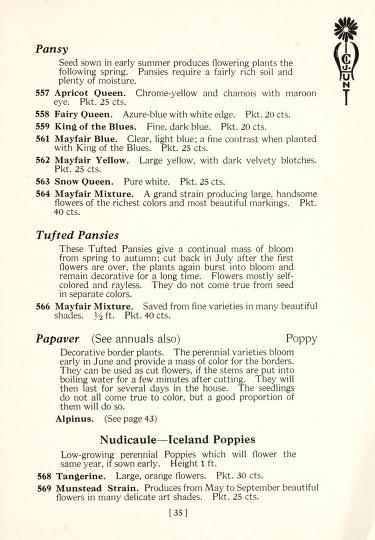 Pansy
Seed sown in early summer produces flowering plants the
following spring. Pansies require a fairly rich soil and
plenty of moisture.
557 Apricot Queen. Chrome-yellow and chamois with maroon
eye. Pkt. 25 cts.
558 Fairy Queen. Azure-blue with white edge. Pkt. 20 cts.
559 King of the Blues. Fine, dark blue. Pkt. 20 cts.
561 Mayfair Blue. Clear, light blue; a fine contrast when planted
with King of the Blues. Pkt. 25 cts.
562 Mayfair Yellow. Large yellow, with dark velvety blotches.
Pkt. 25 cts.
563 Snow Queen. Pure white. Pkt. 25 cts.
564 Mayfair Mixture. A grand strain producing large, handsome
flowers of the richest colors and most beautiful markings. Pkt.
40 cts.
Tufted Pansies
These Tufted Pansies give a continual mass of bloom
from spring to autumn; cut back in July after the first
flowers are over, the plants again burst into bloom and
remain decorative for a long time. Flowers mostly self-
colored and rayless. They do not come true from seed
in separate colors.
566 Mayfair Mixture. Saved from fine varieties in many beautiful
shades. ½ ft. Pkt. 40 cts.
Papaver (See annuals also) Poppy
Decorative border plants. The perennial varieties bloom
early in June and provide a mass of color for the borders.
They can be used as cut flowers, if the stems are put into
boiling water for a few minutes after cutting. They will
then last for several days in the house. The seedlings
do not all come true to color, but a good proportion of
them will do so.
Alpinus. (See page 43)
Nudicaule—Iceland Poppies
Low-growing perennial Poppies which will flower the
same year, if sown early. Height 1 ft.
568 Tangerine. Large, orange flowers. Pkt. 30 cts.
569 Munstead Strain. Produces from May to September beautiful
flowers in many delicate art shades. Pkt. 25 cts.
[ 35 ]